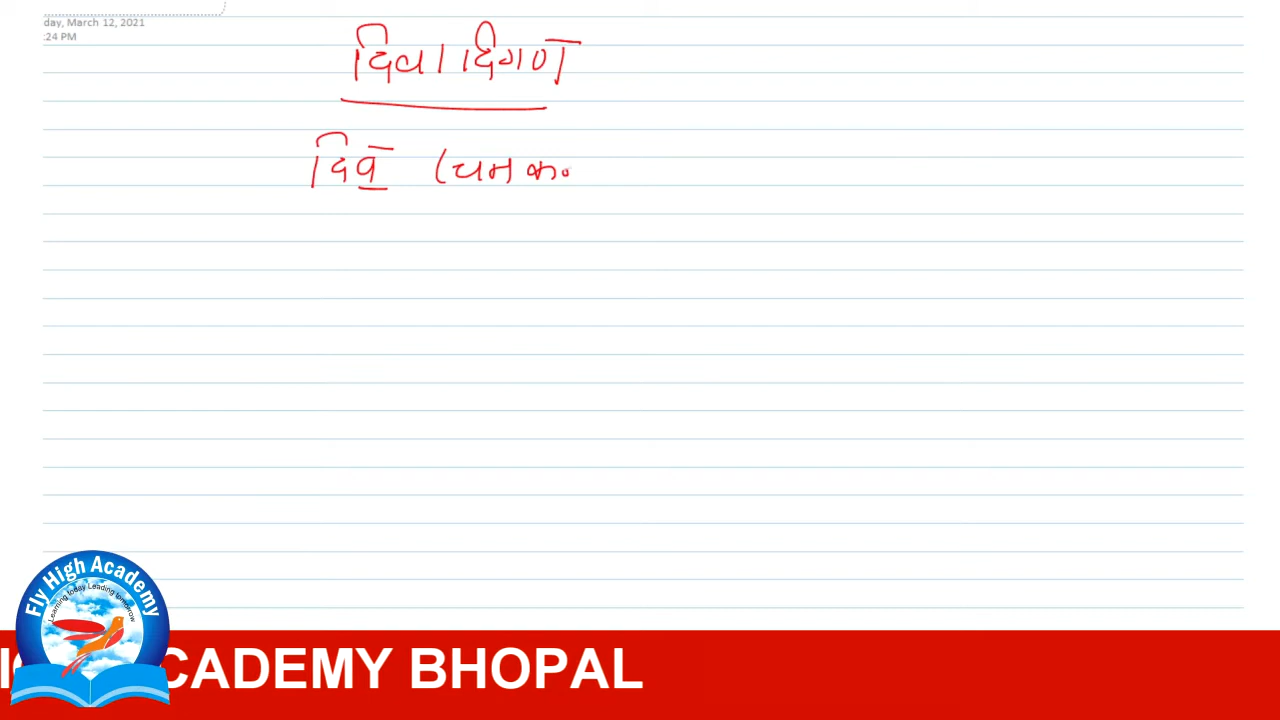 day, March 12, 2021
:24 PM
दिवादिगण
दिव् (चमक
Fly High Academy
Learning today Leading tomorrow
CADEMY BHOPAL